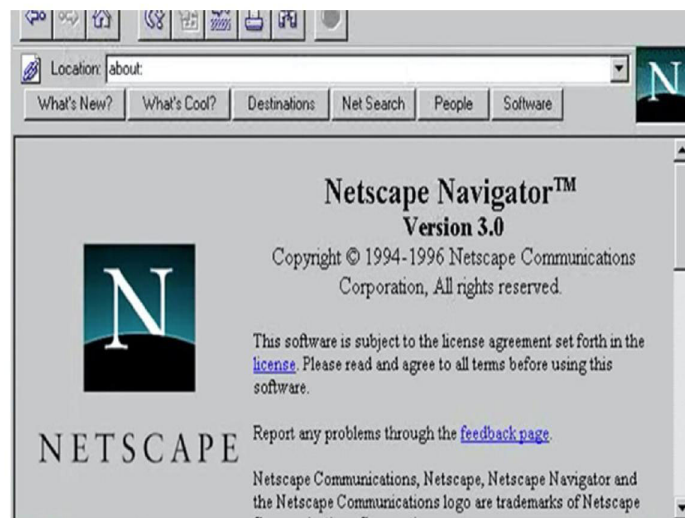 Location: about:
N
What's New? What's Cool? Destinations Net Search People Software
Netscape Navigator™
Version 3.0
Copyright © 1994-1996 Netscape Communications
Corporation, All rights reserved.
N
NETSCAPE
This software is subject to the license agreement set forth in the
license. Please read and agree to all terms before using this
software.
Report any problems through the feedback page.
Netscape Communications, Netscape, Netscape Navigator and
the Netscape Communications logo are trademarks of Netscape